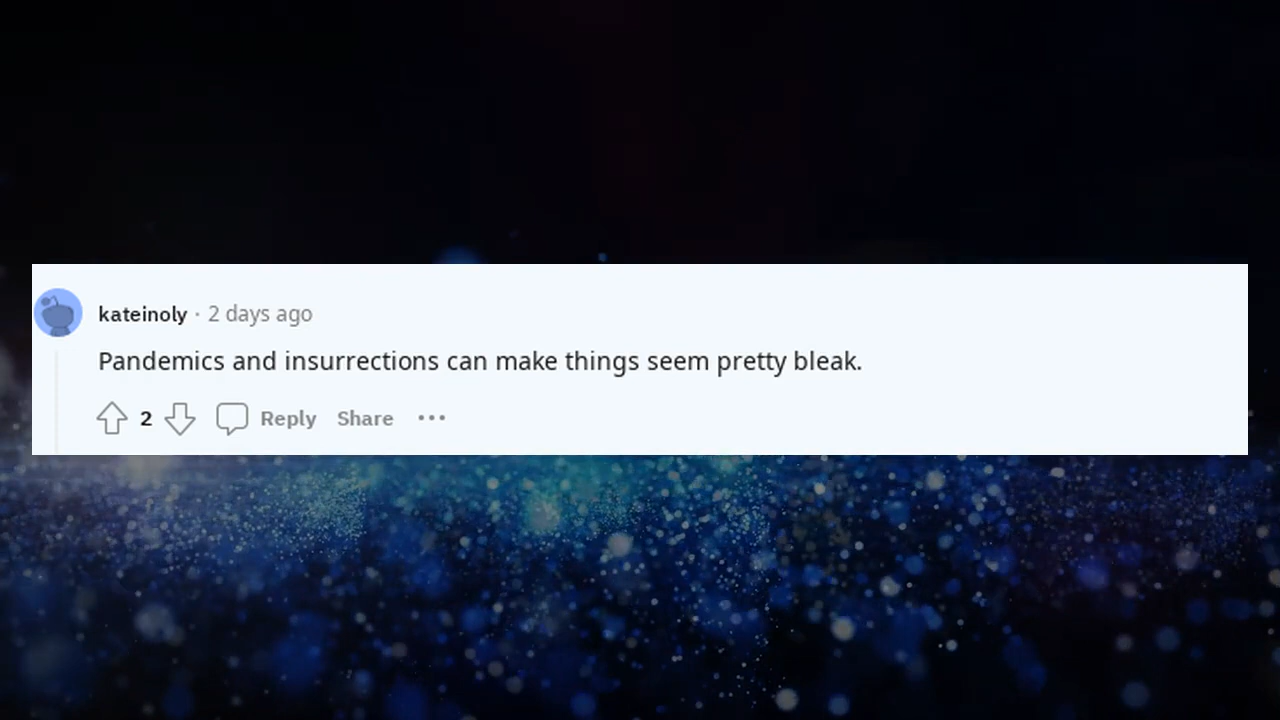 kateinoly · 2 days ago
Pandemics and insurrections can make things seem pretty bleak.
2 Reply Share ···